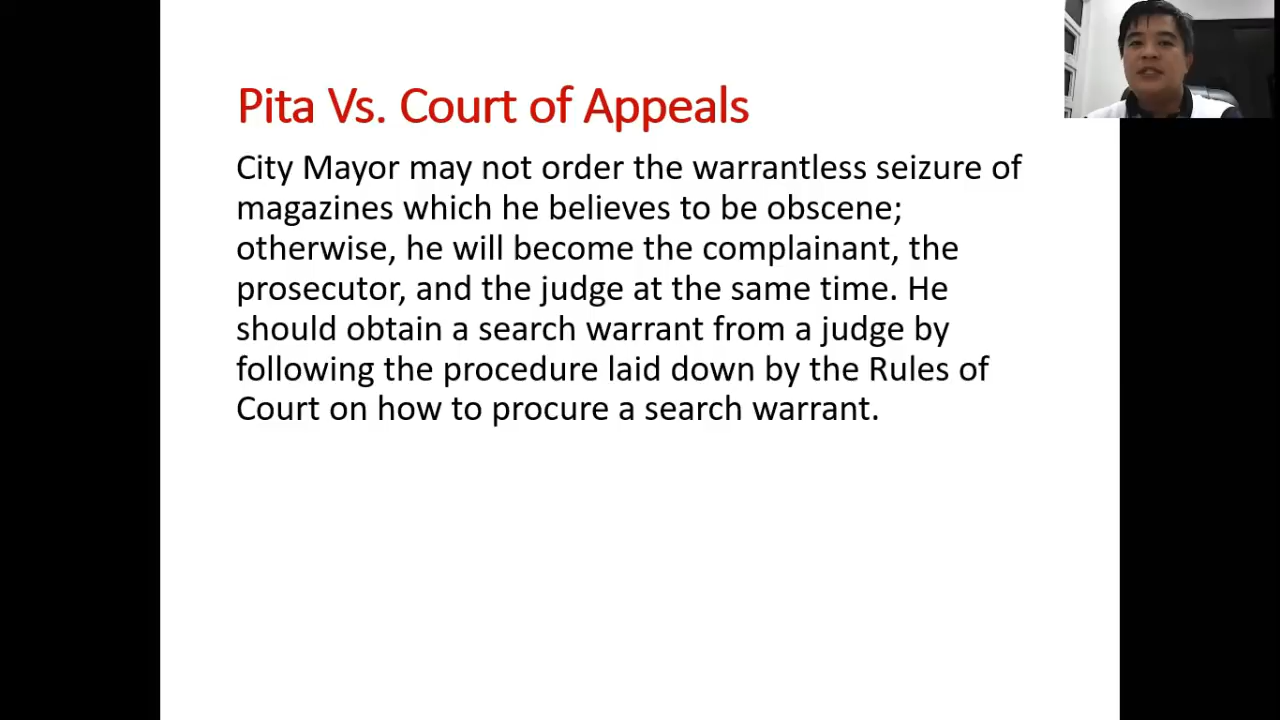 Pita Vs. Court of Appeals
City Mayor may not order the warrantless seizure of
magazines which he believes to be obscene;
otherwise, he will become the complainant, the
prosecutor, and the judge at the same time. He
should obtain a search warrant from a judge by
following the procedure laid down by the Rules of
Court on how to procure a search warrant.